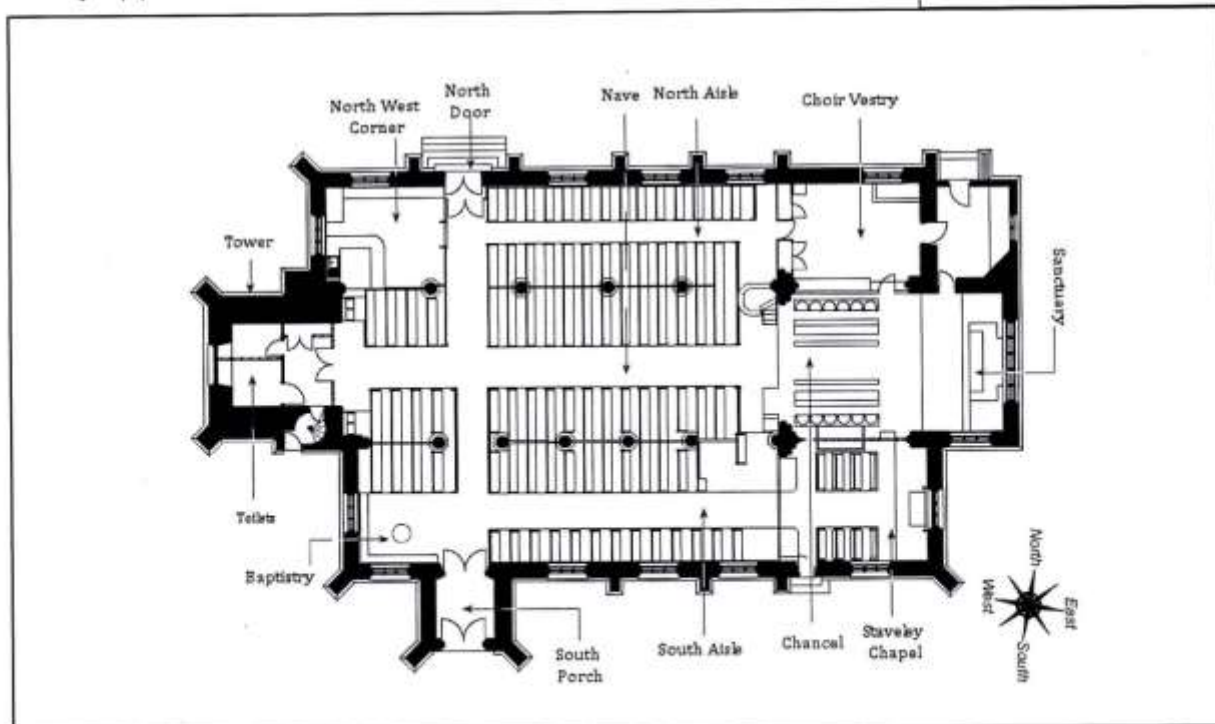 North
Door
Nave
North Aisle
Choir Vestry
North West
Corner
Tower
Sanctuary
Toilets
Baptistry
South
Porch
South Aisle
Chancel
Staveley
Chapel
North
West
East
South